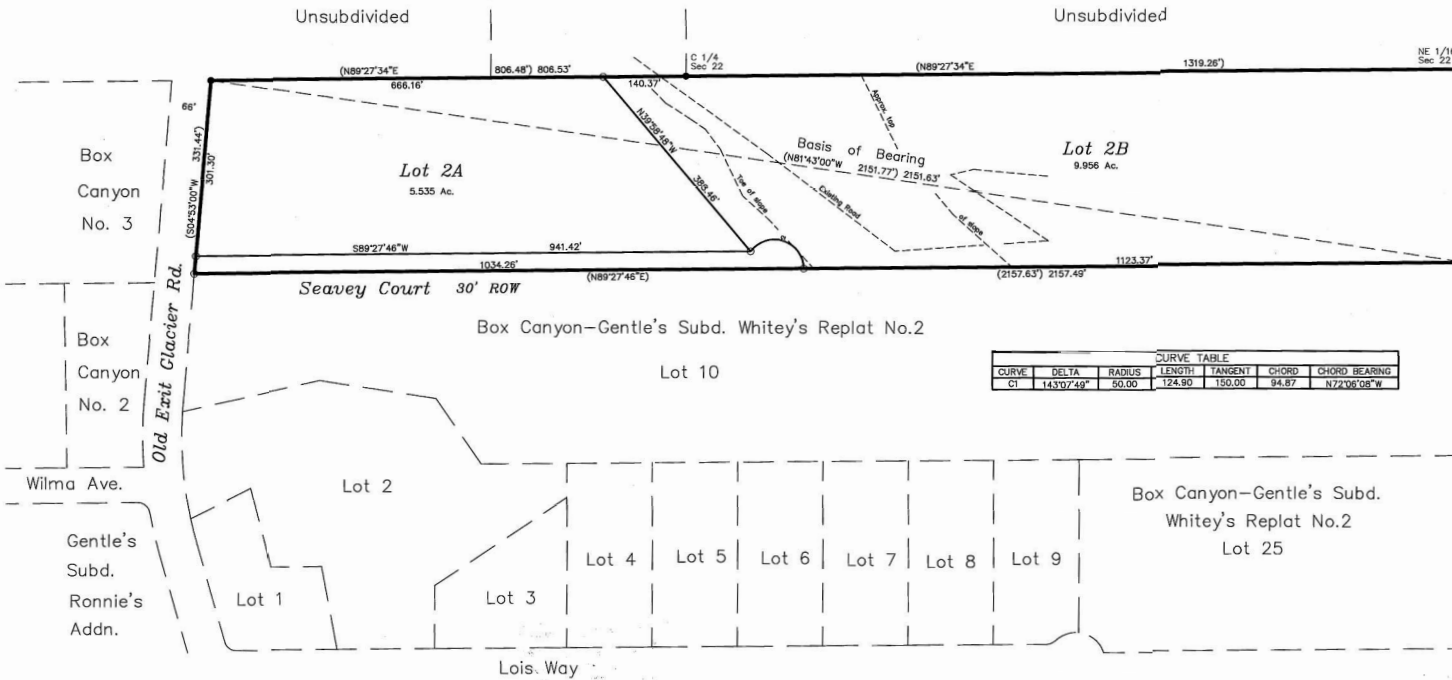 Unsubdivided
Unsubdivided
(N89°27'34"E
806.48') 806.53'
C 1/4
Sec 22
(N89°27'34"E
1319.26')
NE 1/16
Sec 22
666.16'
140.37'
66'
(S04°53'00"W 331.44')
301.30'
Box
Canyon
No. 3
Lot 2A
5.535 Ac.
N39°58'48"W
388.46'
Toe of slope
Approx. top
of slope
Existing Road
Basis of Bearing
(N81°43'00"W 2151.77') 2151.63'
Lot 2B
9.956 Ac.
S89°27'46"W
941.42'
1034.26'
(N89°27'46"E)
(2157.63') 2157.49'
1123.37'
Seavey Court 30' ROW
Old Exit Glacier Rd.
Box
Canyon
No. 2
Box Canyon-Gentle's Subd. Whitey's Replat No.2
Lot 10
CURVE TABLE
CURVE DELTA RADIUS LENGTH TANGENT CHORD CHORD BEARING
C1 143°07'49" 50.00 124.90 150.00 94.87 N72°06'08"W
Wilma Ave.
Gentle's
Subd.
Ronnie's
Addn.
Lot 1
Lot 2
Lot 3
Lot 4
Lot 5
Lot 6
Lot 7
Lot 8
Lot 9
Box Canyon-Gentle's Subd.
Whitey's Replat No.2
Lot 25
Lois Way